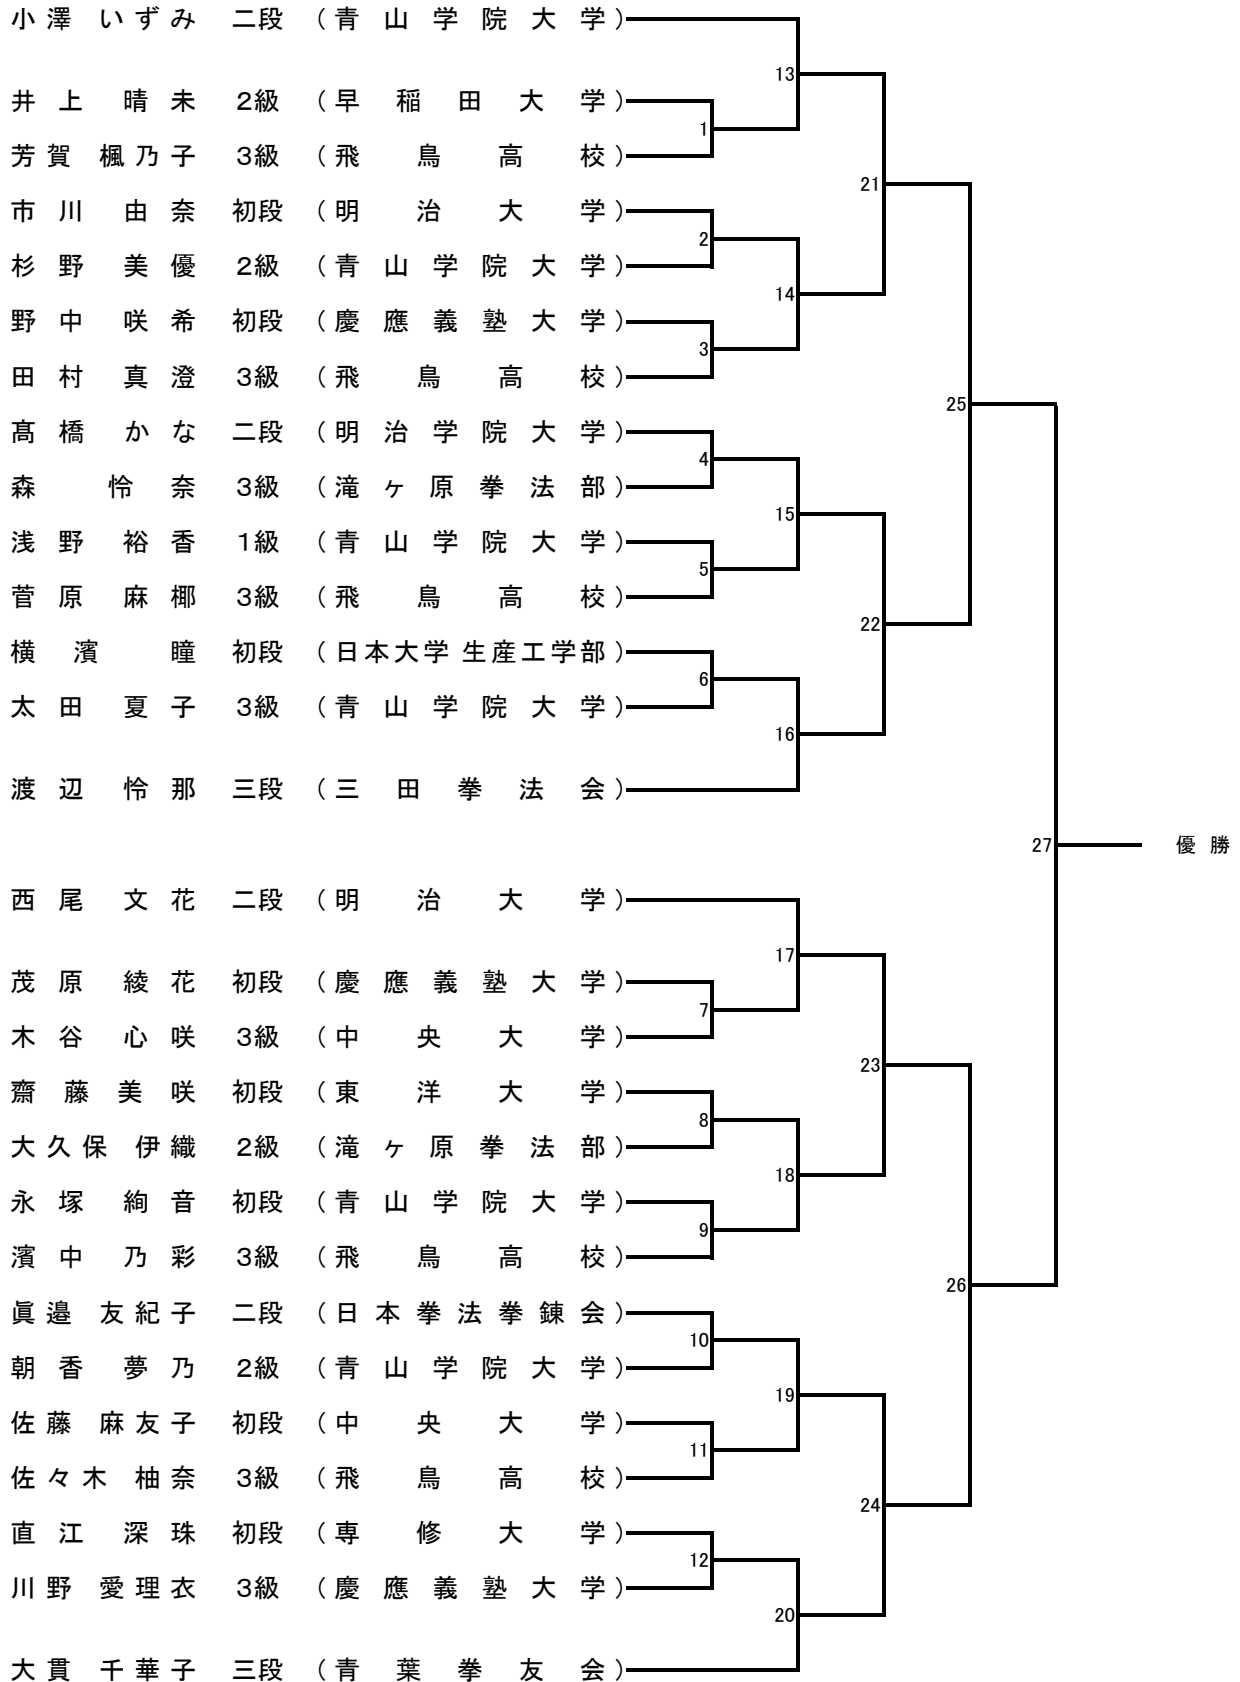 小澤 いずみ 二段 （青山学院大学）
13
井上 晴未 2級 （早稲田大学）
1
芳賀 楓乃子 3級 （飛鳥高校）
21
市川 由奈 初段 （明治大学）
2
杉野 美優 2級 （青山学院大学）
14
野中 咲希 初段 （慶應義塾大学）
3
田村 真澄 3級 （飛鳥高校）
25
髙橋 かな 二段 （明治学院大学）
4
森 怜奈 3級 （滝ヶ原拳法部）
15
浅野 裕香 1級 （青山学院大学）
5
菅原 麻椰 3級 （飛鳥高校）
22
横濱 瞳 初段 （日本大学 生産工学部）
6
太田 夏子 3級 （青山学院大学）
16
渡辺 怜那 三段 （三田拳法会）
27 優勝
西尾 文花 二段 （明治大学）
17
茂原 綾花 初段 （慶應義塾大学）
7
木谷 心咲 3級 （中央大学）
23
齋藤 美咲 初段 （東洋大学）
8
大久保 伊織 2級 （滝ヶ原拳法部）
18
永塚 絢音 初段 （青山学院大学）
9
濱中 乃彩 3級 （飛鳥高校）
26
眞邉 友紀子 二段 （日本拳法拳錬会）
10
朝香 夢乃 2級 （青山学院大学）
19
佐藤 麻友子 初段 （中央大学）
11
佐々木 柚奈 3級 （飛鳥高校）
24
直江 深珠 初段 （専修大学）
12
川野 愛理衣 3級 （慶應義塾大学）
20
大貫 千華子 三段 （青葉拳友会）